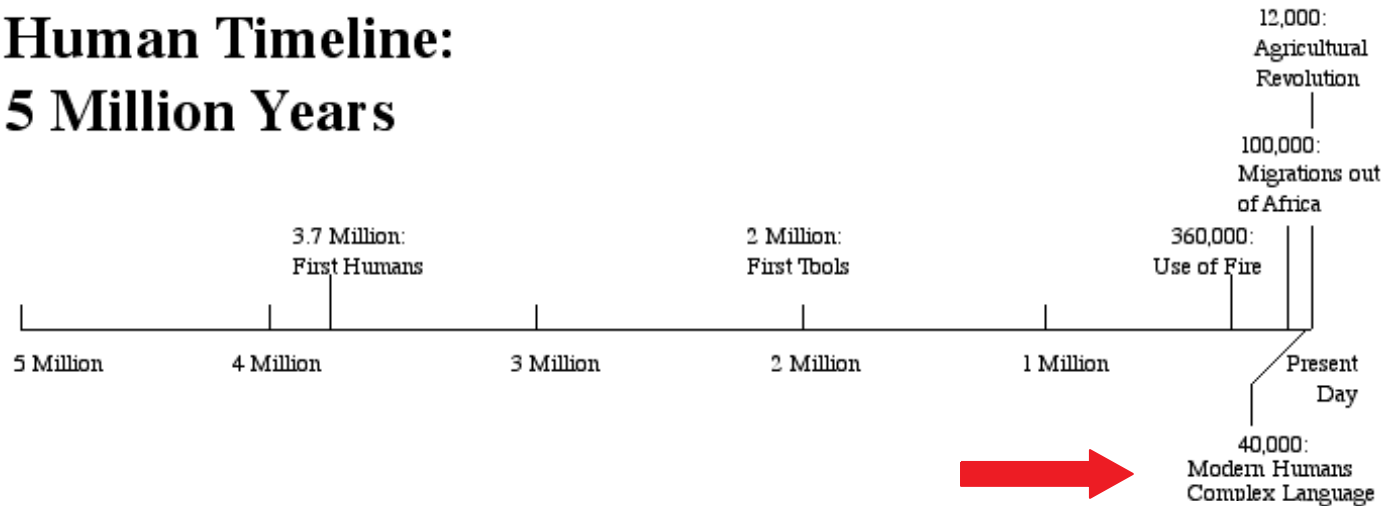 Human Timeline:
5 Million Years
12,000:
Agricultural
Revolution
100,000:
Migrations out
of Africa
3.7 Million:
First Humans
2 Million:
First Tools
360,000:
Use of Fire
5 Million
4 Million
3 Million
2 Million
1 Million
Present
Day
40,000:
Modern Humans
Complex Language